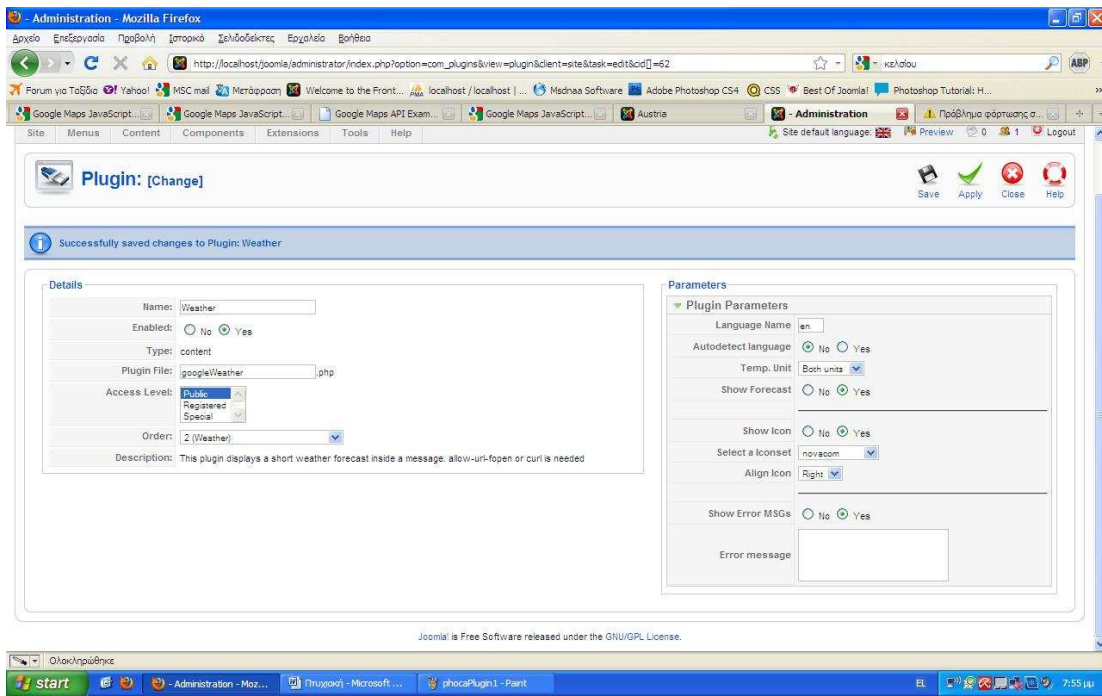 - Administration - Mozilla Firefox
Αρχείο Επεξεργασία Προβολή Ιστορικό Σελιδοδείκτες Εργαλεία Βοήθεια
http://localhost/joomla/administrator/index.php?option=com_plugins&view=plugin&client=site&task=edit&cid[]=62
κελσίου
ABP
Forum για Ταξίδια Yahoo! MSC mail Μετάφραση Welcome to the Front... localhost / localhost | ... Msdnaa Software Adobe Photoshop CS4 CSS Best Of Joomla! Photoshop Tutorial: H...
Google Maps JavaScript... Google Maps JavaScript... Google Maps API Exam... Google Maps JavaScript... Austria - Administration Πρόβλημα φόρτωσης σ...
Site Menus Content Components Extensions Tools Help Site default language: Preview 0 1 Logout
Plugin: [Change]
Save Apply Close Help
Successfully saved changes to Plugin: Weather
Details
Name: Weather
Enabled: No Yes
Type: content
Plugin File: googleWeather .php
Access Level: Public
Registered
Special
Order: 2 (Weather)
Description: This plugin displays a short weather forecast inside a message. allow-url-fopen or curl is needed
Parameters
Plugin Parameters
Language Name en
Autodetect language No Yes
Temp. Unit Both units
Show Forecast No Yes
Show Icon No Yes
Select a Iconset novacom
Align Icon Right
Show Error MSGs No Yes
Error message
Joomla! is Free Software released under the GNU/GPL License.
Ολοκληρώθηκε
start - Administration - Moz... Πτυχιακή - Microsoft ... phocaPlugin1 - Paint EL 7:55 μμ